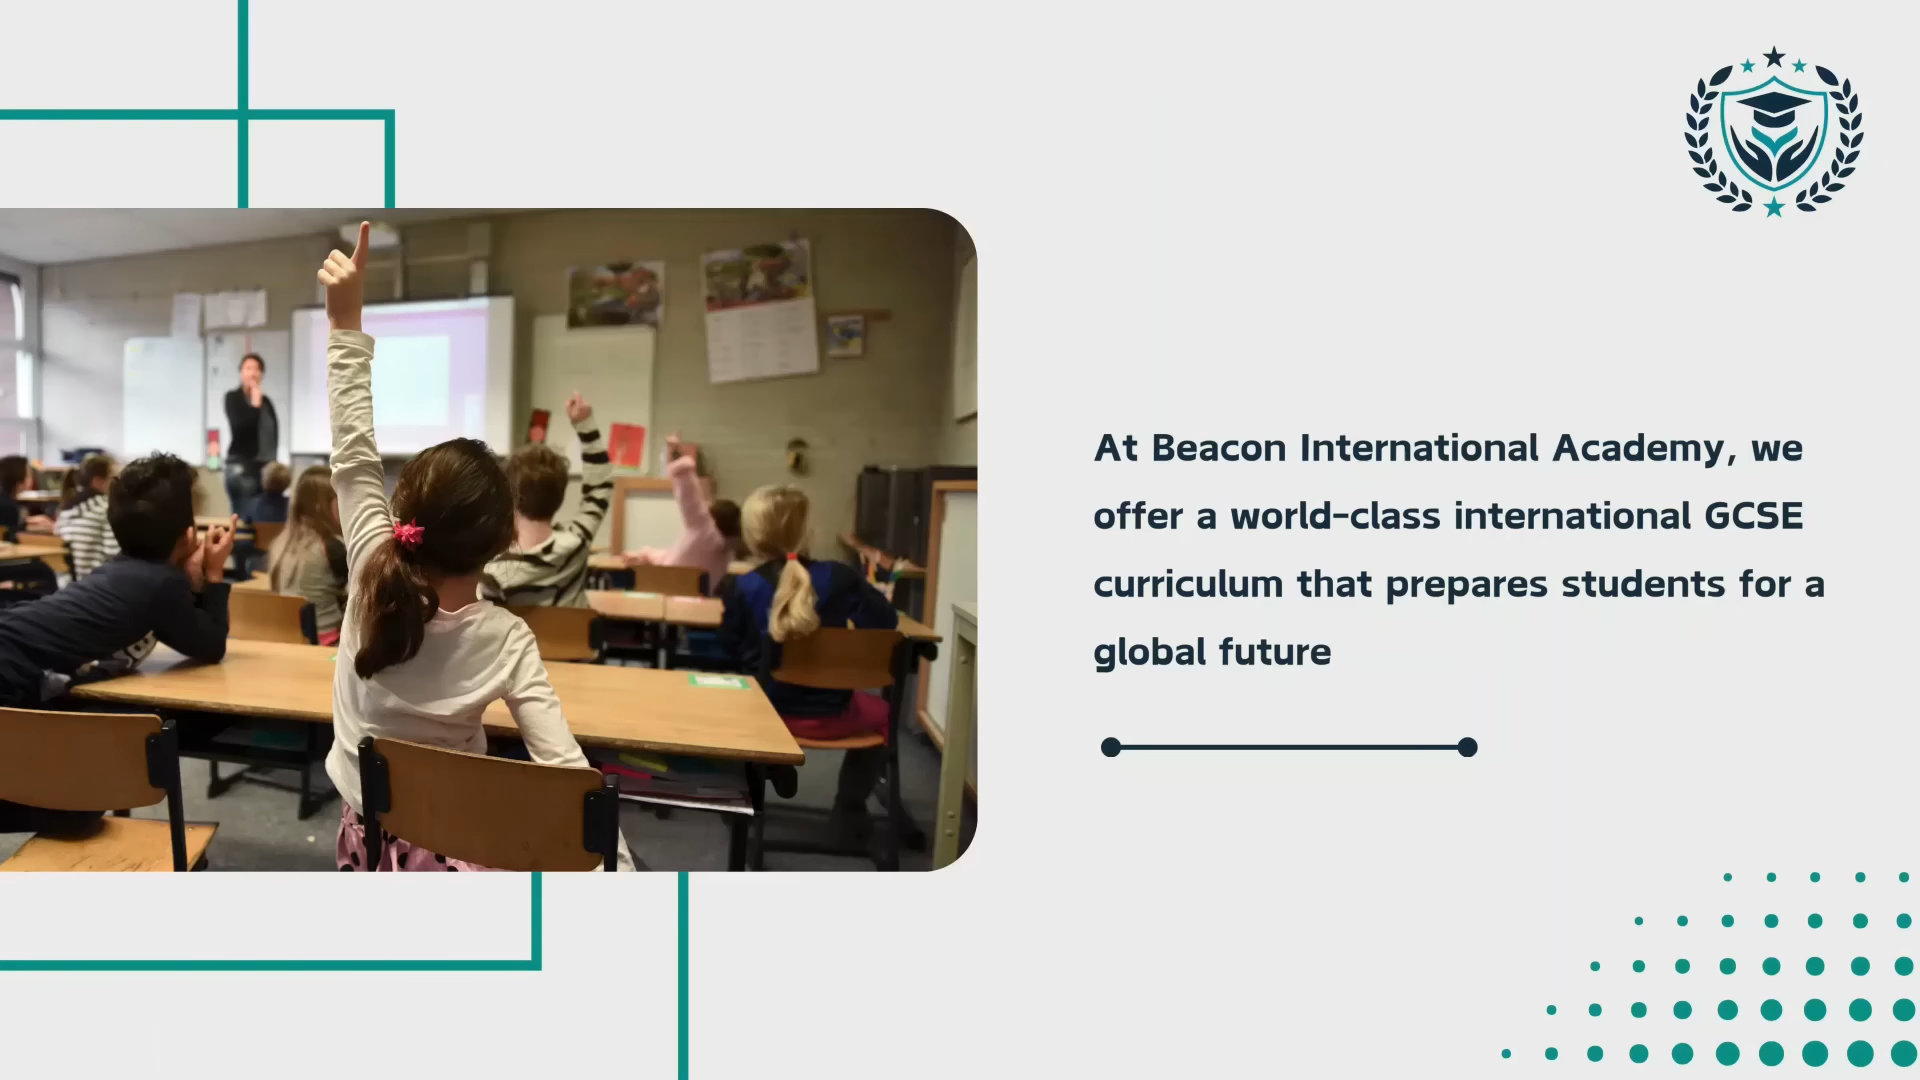 At Beacon International Academy, we
offer a world-class international GCSE
curriculum that prepares students for a
global future